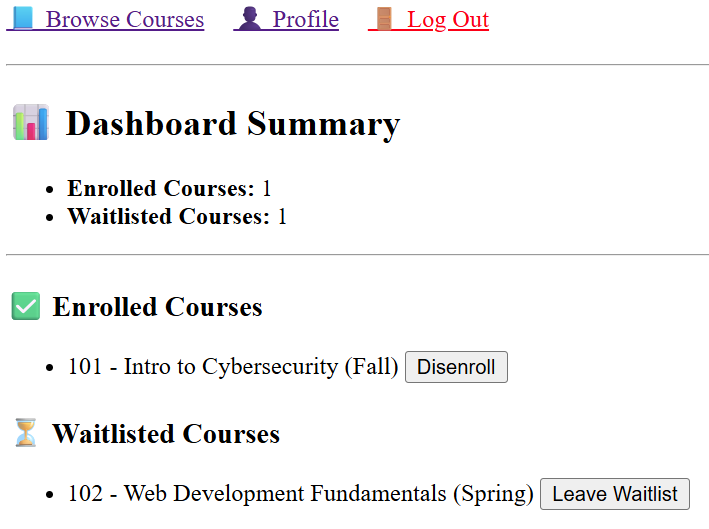 Browse Courses Profile Log Out
Dashboard Summary
Enrolled Courses: 1
Waitlisted Courses: 1
Enrolled Courses
101 - Intro to Cybersecurity (Fall) Disenroll
Waitlisted Courses
102 - Web Development Fundamentals (Spring) Leave Waitlist